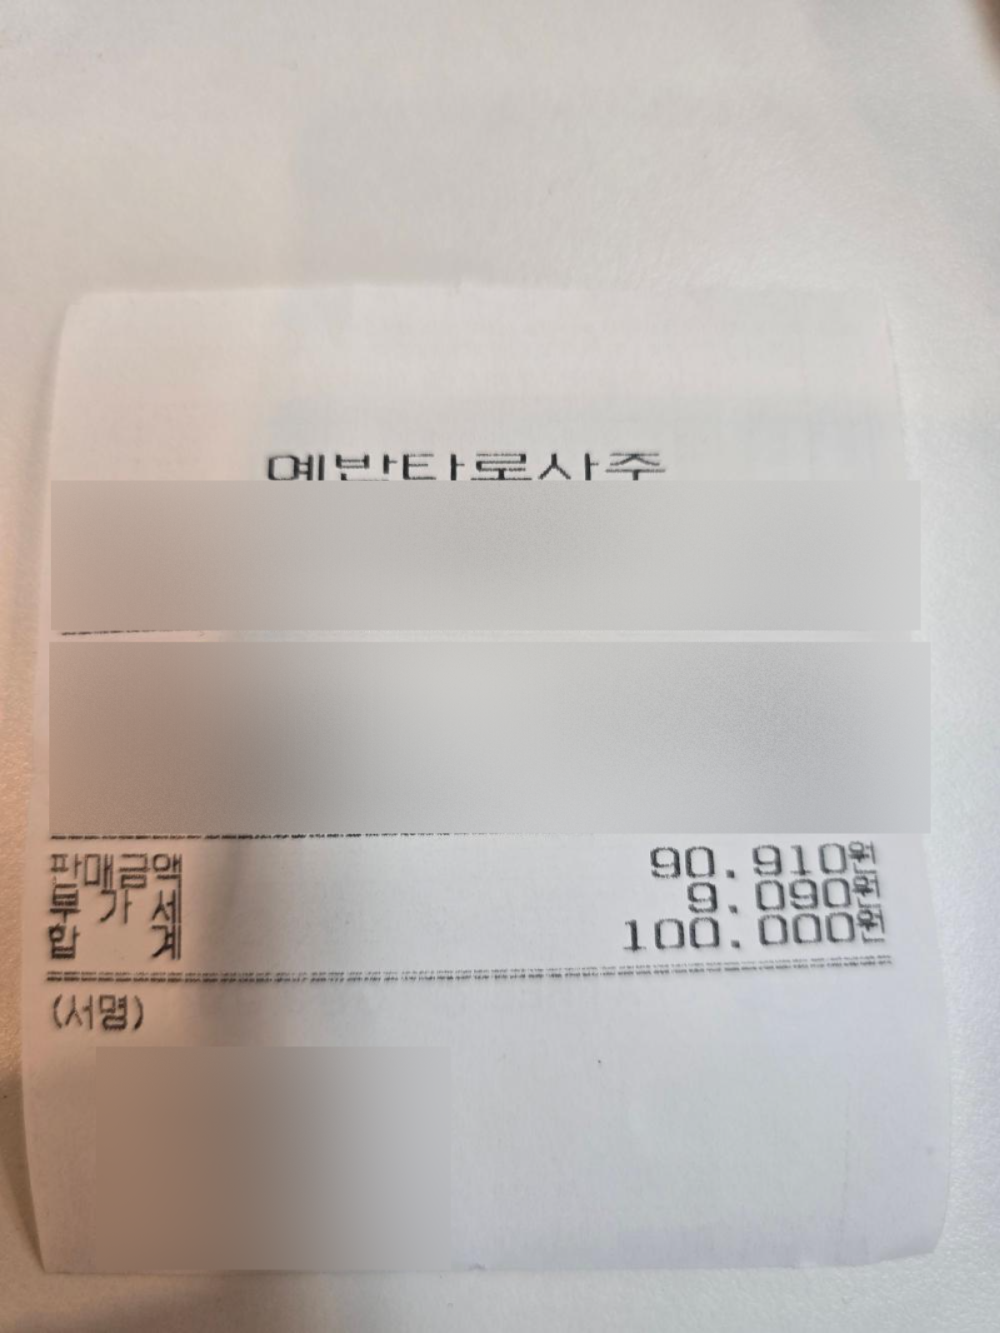 예반타로사주
판매금액 90.910원
부가세 9.090원
합계 100.000원
(서명)